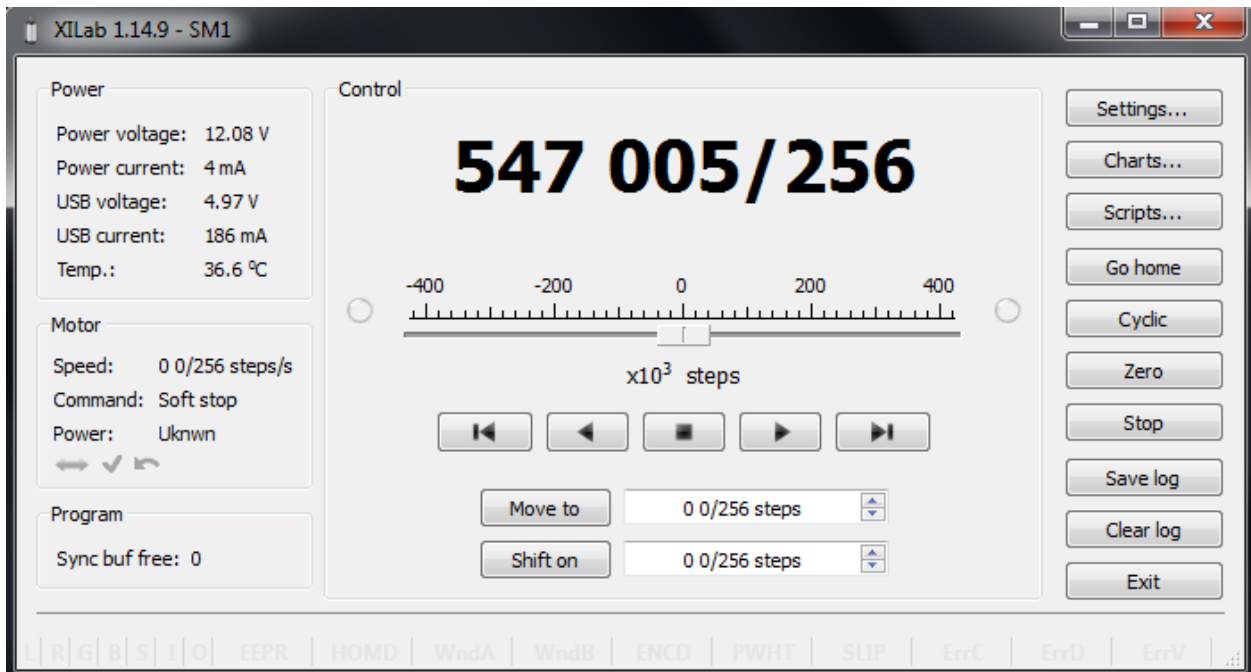 XILab 1.14.9 - SM1
Power
Power voltage: 12.08 V
Power current: 4 mA
USB voltage: 4.97 V
USB current: 186 mA
Temp.: 36.6 ºC
Motor
Speed: 0 0/256 steps/s
Command: Soft stop
Power: Uknwn
Program
Sync buf free: 0
Control
547 005/256
-400 -200 0 200 400
x10³ steps
Move to 0 0/256 steps
Shift on 0 0/256 steps
Settings...
Charts...
Scripts...
Go home
Cyclic
Zero
Stop
Save log
Clear log
Exit
L R G B S I O EEPR HOMD WndA WndB ENCD PWHT SLIP ErrC ErrD ErrV